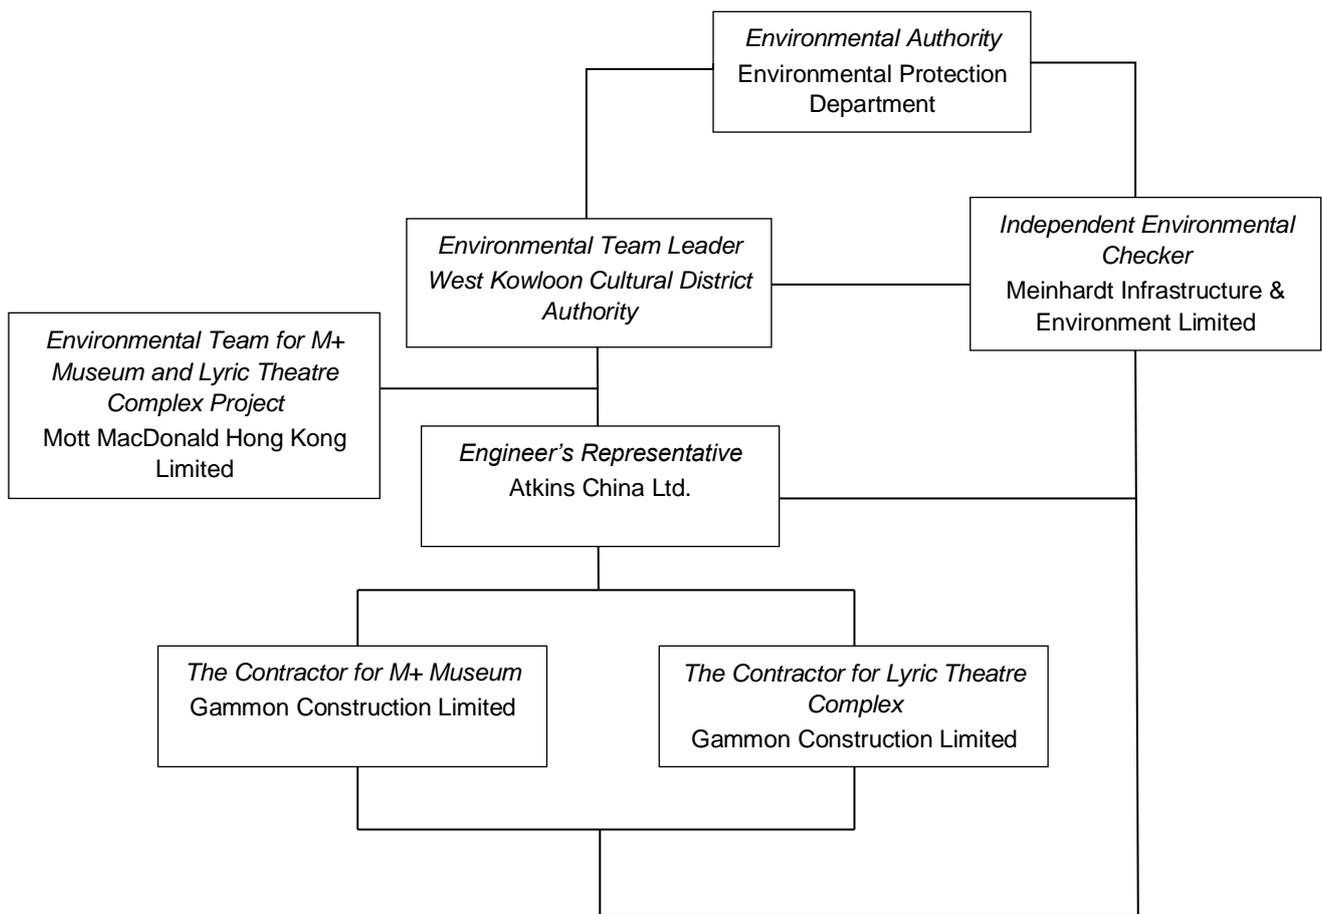 Environmental Authority
Environmental Protection
Department
Environmental Team Leader
West Kowloon Cultural District
Authority
Independent Environmental
Checker
Meinhardt Infrastructure &
Environment Limited
Environmental Team for M+
Museum and Lyric Theatre
Complex Project
Mott MacDonald Hong Kong
Limited
Engineer’s Representative
Atkins China Ltd.
The Contractor for M+ Museum
Gammon Construction Limited
The Contractor for Lyric Theatre
Complex
Gammon Construction Limited